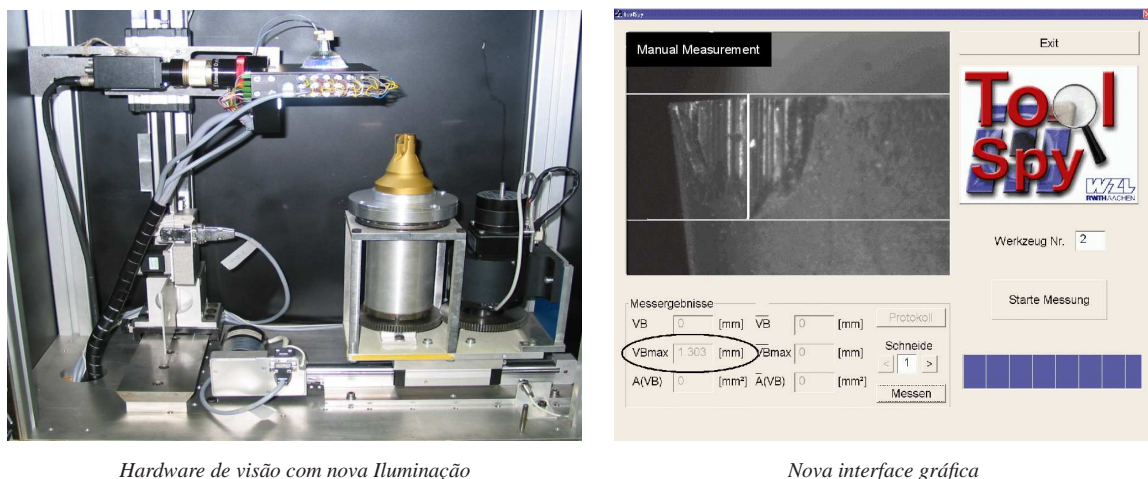 ToolSpy
Exit
Manual Measurement
Tool
Spy
WZL
RWTHAACHEN
Werkzeug Nr. 2
Starte Messung
Messergebnisse
VB 0 [mm] VB 0 [mm] Protokoll
Schneide
VBmax 1.303 [mm] VBmax 0 [mm] < 1 >
A(VB) 0 [mm²] A(VB) 0 [mm²]
Messen
Hardware de visão com nova Iluminação
Nova interface gráfica